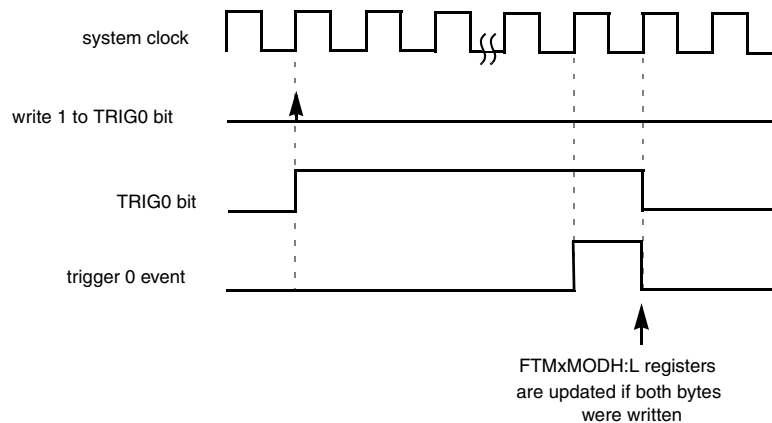 system clock
write 1 to TRIG0 bit
TRIG0 bit
trigger 0 event
FTMxMODH:L registers
are updated if both bytes
were written